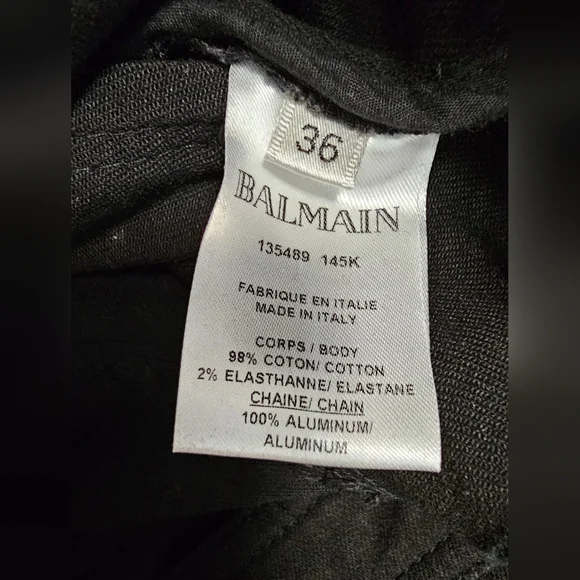 36
BALMAIN
135489 145K
FABRIQUE EN ITALIE
MADE IN ITALY
CORPS / BODY
98% COTON/ COTTON
2% ELASTHANNE/ ELASTANE
CHAINE/ CHAIN
100% ALUMINUM/
ALUMINUM